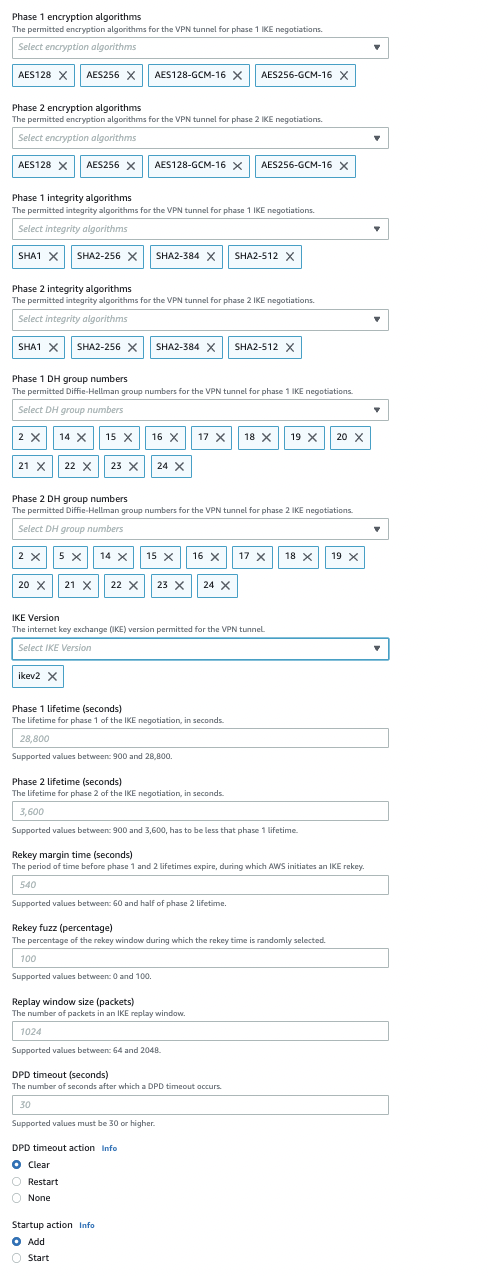 Phase 1 encryption algorithms
The permitted encryption algorithms for the VPN tunnel for phase 1 IKE negotiations.
Select encryption algorithms
AES128 AES256 AES128-GCM-16 AES256-GCM-16
Phase 2 encryption algorithms
The permitted encryption algorithms for the VPN tunnel for phase 2 IKE negotiations.
Select encryption algorithms
AES128 AES256 AES128-GCM-16 AES256-GCM-16
Phase 1 integrity algorithms
The permitted integrity algorithms for the VPN tunnel for phase 1 IKE negotiations.
Select integrity algorithms
SHA1 SHA2-256 SHA2-384 SHA2-512
Phase 2 integrity algorithms
The permitted integrity algorithms for the VPN tunnel for phase 2 IKE negotiations.
Select integrity algorithms
SHA1 SHA2-256 SHA2-384 SHA2-512
Phase 1 DH group numbers
The permitted Diffie-Hellman group numbers for the VPN tunnel for phase 1 IKE negotiations.
Select DH group numbers
2 14 15 16 17 18 19 20
21 22 23 24
Phase 2 DH group numbers
The permitted Diffie-Hellman group numbers for the VPN tunnel for phase 2 IKE negotiations.
Select DH group numbers
2 5 14 15 16 17 18 19
20 21 22 23 24
IKE Version
The internet key exchange (IKE) version permitted for the VPN tunnel.
Select IKE Version
ikev2
Phase 1 lifetime (seconds)
The lifetime for phase 1 of the IKE negotiation, in seconds.
28,800
Supported values between: 900 and 28,800.
Phase 2 lifetime (seconds)
The lifetime for phase 2 of the IKE negotiation, in seconds.
3,600
Supported values between: 900 and 3,600, has to be less that phase 1 lifetime.
Rekey margin time (seconds)
The period of time before phase 1 and 2 lifetimes expire, during which AWS initiates an IKE rekey.
540
Supported values between: 60 and half of phase 2 lifetime.
Rekey fuzz (percentage)
The percentage of the rekey window during which the rekey time is randomly selected.
100
Supported values between: 0 and 100.
Replay window size (packets)
The number of packets in an IKE replay window.
1024
Supported values between: 64 and 2048.
DPD timeout (seconds)
The number of seconds after which a DPD timeout occurs.
30
Supported values must be 30 or higher.
DPD timeout action Info
Clear
Restart
None
Startup action Info
Add
Start